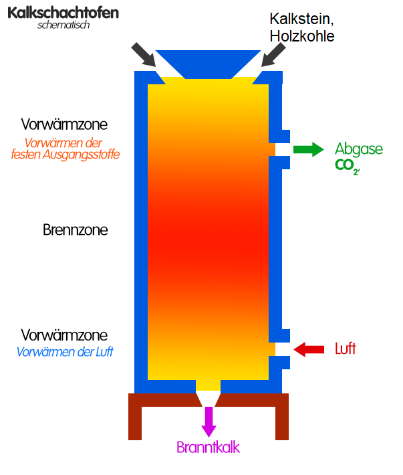 Kalkschachtofen
schematisch
Kalkstein,
Holzkohle
Vorwärmzone
Vorwärmen der
festen Ausgangsstoffe
Abgase
CO₂,
Brennzone
Vorwärmzone
Vorwärmen der Luft
Luft
Branntkalk